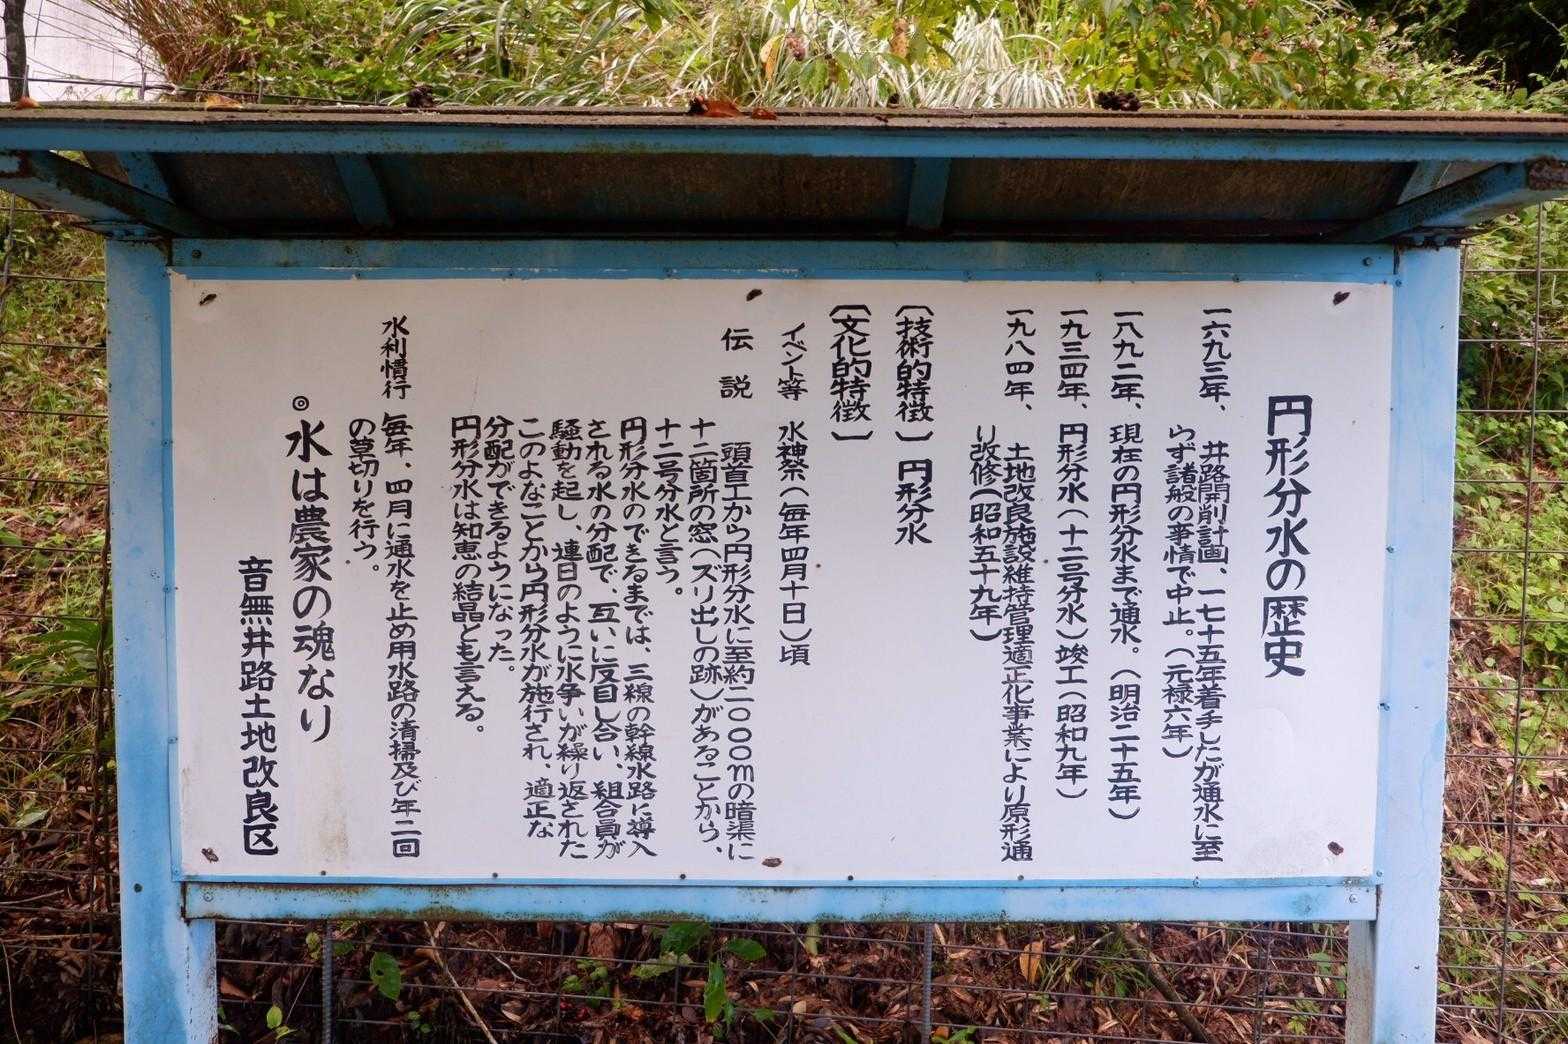 円形分水の歴史
一六九三年、井路開削計画、一七十五年着手したが通水に至
らず諸般の事情で中止。(元禄六年)
一八九二年、現在の円形分水まで通水。(明治二十五年)
一九三四年、円形分水(十二号分水)竣工(昭和九年)
一九八四年、土地改良施設維持管理適正化事業により原形通
り改修(昭和五十九年)
(技術的特徴) 円形分水
(文化的特徴)
イベント等 水神祭(毎年四月十日)頃
伝説 頭首工から円形分水に至約二〇〇〇mの暗渠に
十二箇所の窓(ズリ出しの跡)があることから、
十二号分水と言う。
円形分水のできるまでは、三線の幹線水路に導入
される水の分配で、互いに反目し合い、組合員が
騒動を起し、連日のように水争いが繰り返された
このよなことから円形分水が施行され、適正な
分配ができるようになった。
円形分水は知恵の結晶とも言える。
水利慣行 毎年、四月に通水を止め用水路の清掃及び年二回
の草切りを行う。
◎水は農家の魂なり
音無井路土地改良区